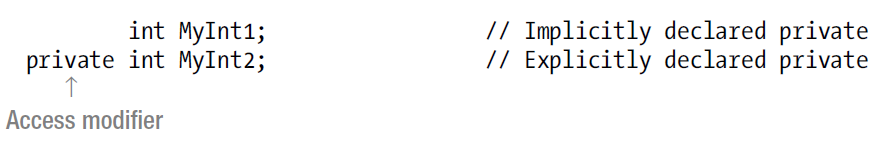 int MyInt1; // Implicitly declared private
private int MyInt2; // Explicitly declared private
↑
Access modifier